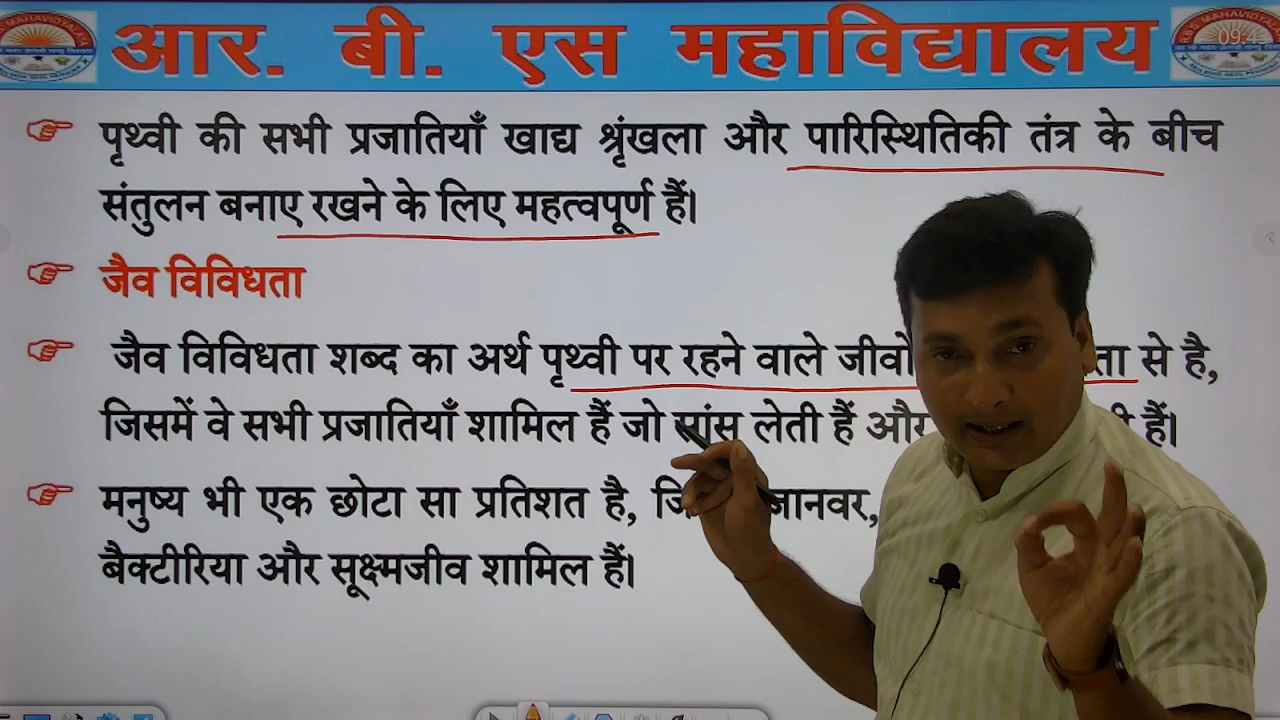 आर. बी. एस महाविद्यालय
पृथ्वी की सभी प्रजातियाँ खाद्य श्रृंखला और पारिस्थितिकी तंत्र के बीच
संतुलन बनाए रखने के लिए महत्वपूर्ण हैं।
जैव विविधता
जैव विविधता शब्द का अर्थ पृथ्वी पर रहने वाले जीवों से है,
जिसमें वे सभी प्रजातियाँ शामिल हैं जो सांस लेती हैं और हैं।
मनुष्य भी एक छोटा सा प्रतिशत है, जानवर,
बैक्टीरिया और सूक्ष्मजीव शामिल हैं।